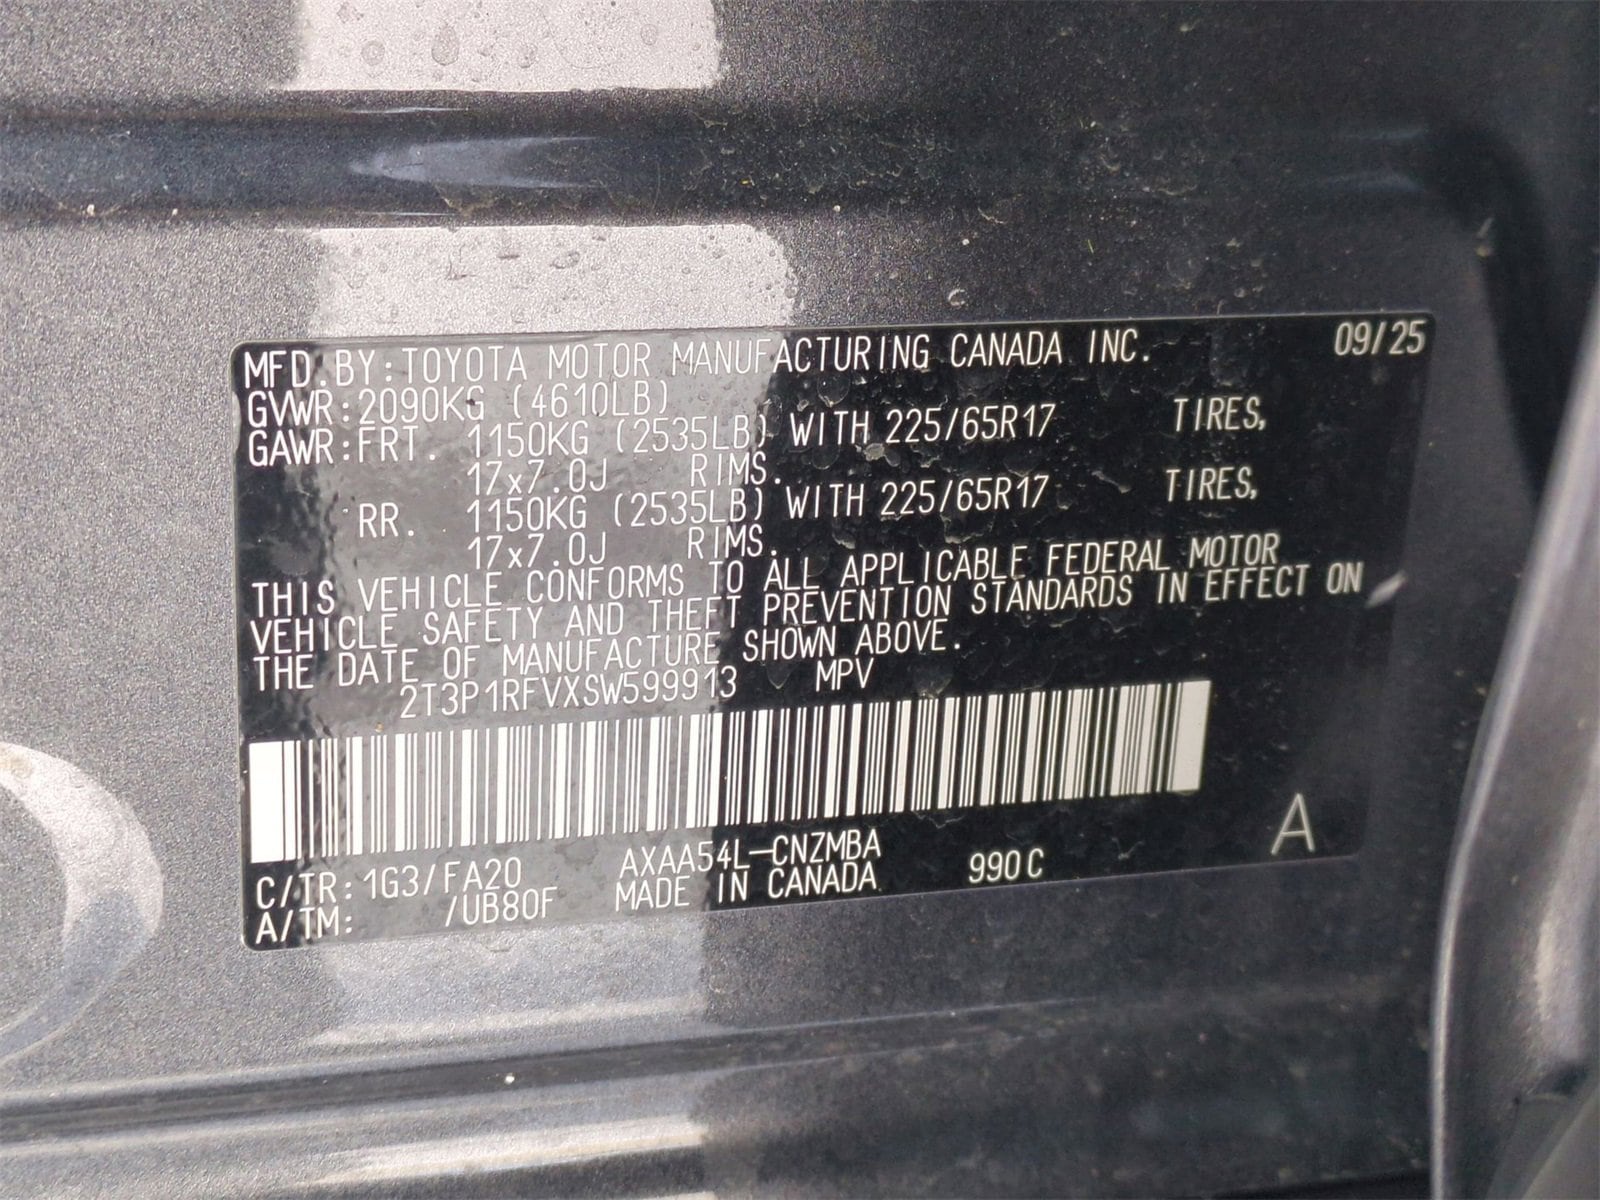 MFD.BY:TOYOTA MOTOR MANUFACTURING CANADA INC. 09/25
GVWR:2090KG (4610LB)
GAWR:FRT. 1150KG (2535LB) WITH 225/65R17 TIRES,
17x7.0J RIMS.
RR. 1150KG (2535LB) WITH 225/65R17 TIRES,
17x7.0J RIMS.
THIS VEHICLE CONFORMS TO ALL APPLICABLE FEDERAL MOTOR
VEHICLE SAFETY AND THEFT PREVENTION STANDARDS IN EFFECT ON
THE DATE OF MANUFACTURE SHOWN ABOVE.
2T3P1RFVXSW599913 MPV
A
C/TR:1G3/FA20 AXAA54L-CNZMBA 990C
A/TM: /UB80F MADE IN CANADA